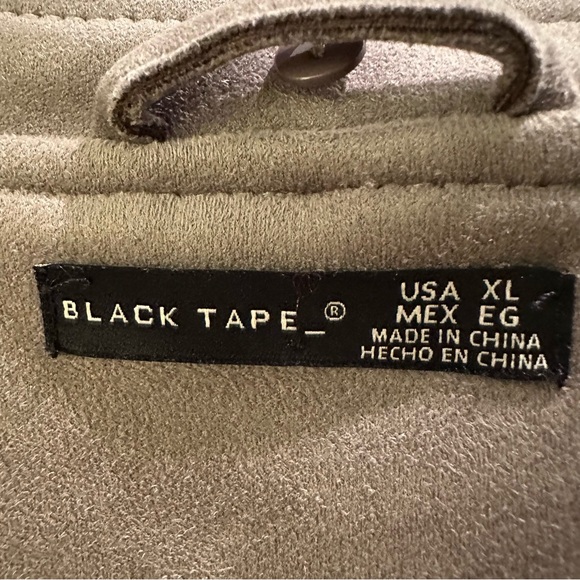 BLACK TAPE_®
USA XL
MEX EG
MADE IN CHINA
HECHO EN CHINA